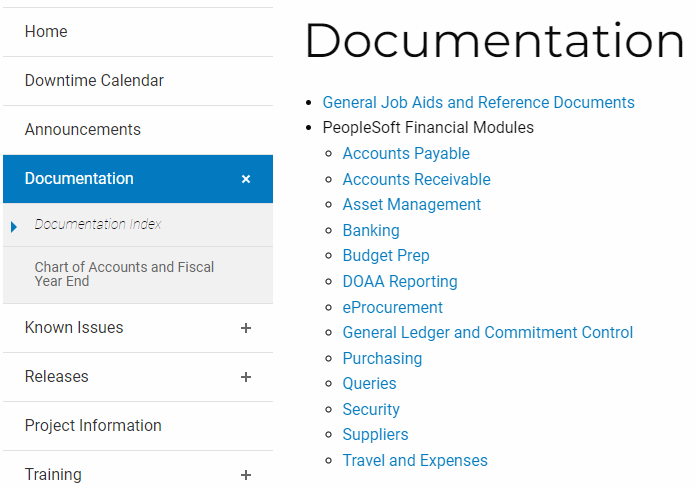 Home
Downtime Calendar
Announcements
Documentation
Documentation Index
Chart of Accounts and Fiscal
Year End
Known Issues
Releases
Project Information
Training
Documentation
General Job Aids and Reference Documents
PeopleSoft Financial Modules
Accounts Payable
Accounts Receivable
Asset Management
Banking
Budget Prep
DOAA Reporting
eProcurement
General Ledger and Commitment Control
Purchasing
Queries
Security
Suppliers
Travel and Expenses